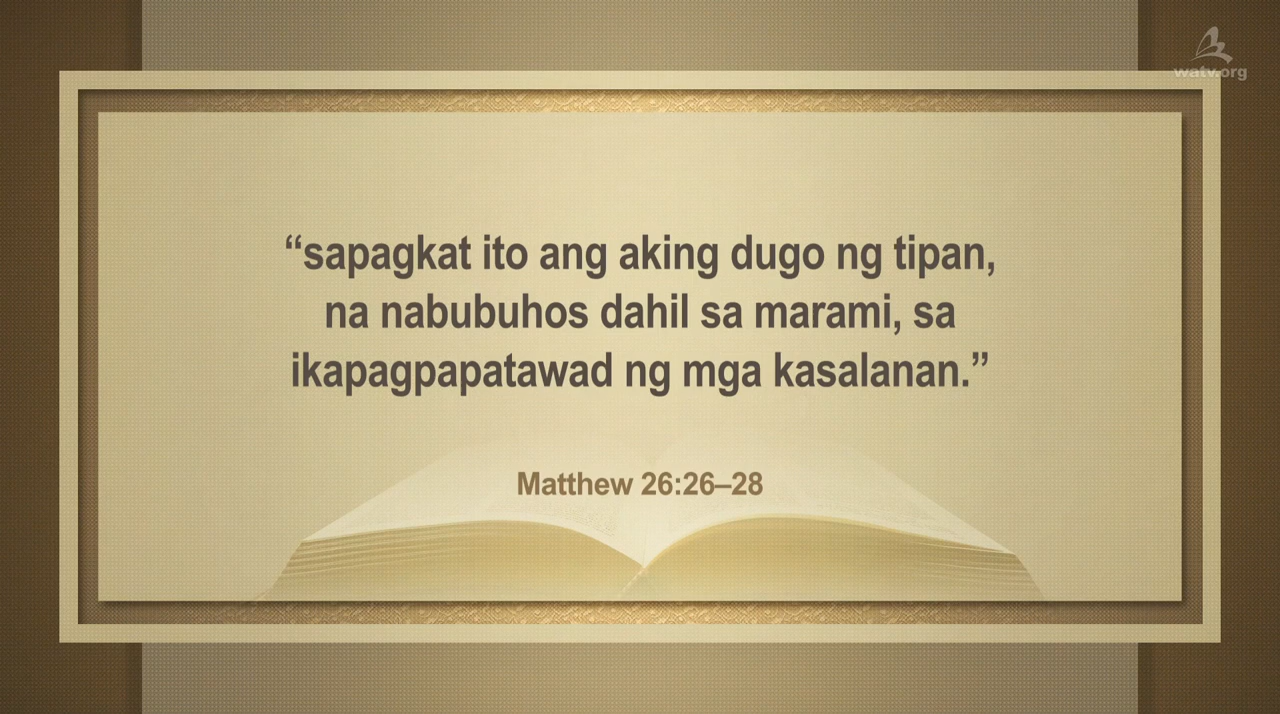 watv.org
“sapagkat ito ang aking dugo ng tipan,
na nabubuhos dahil sa marami, sa
ikapagpapatawad ng mga kasalanan.”
Matthew 26:26–28